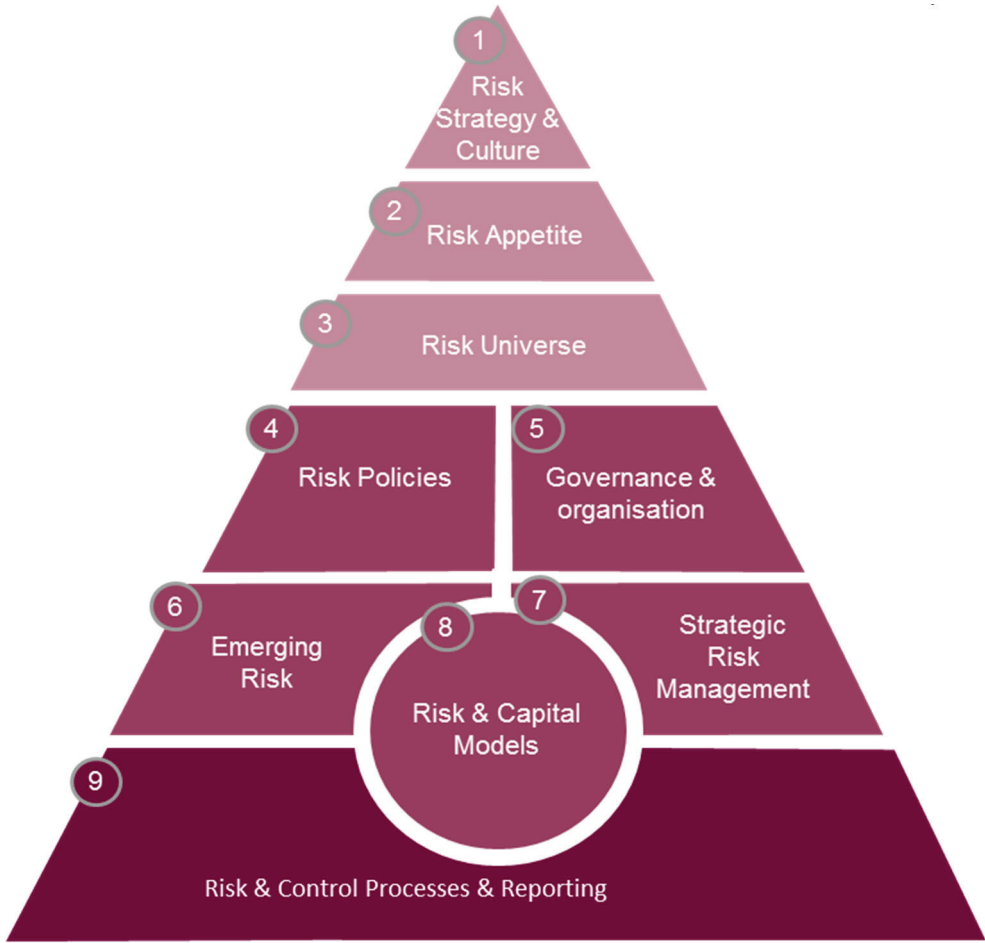 1
Risk
Strategy &
Culture
2
Risk Appetite
3
Risk Universe
4
Risk Policies
5
Governance &
organisation
6
Emerging
Risk
7
Strategic
Risk
Management
8
Risk & Capital
Models
9
Risk & Control Processes & Reporting